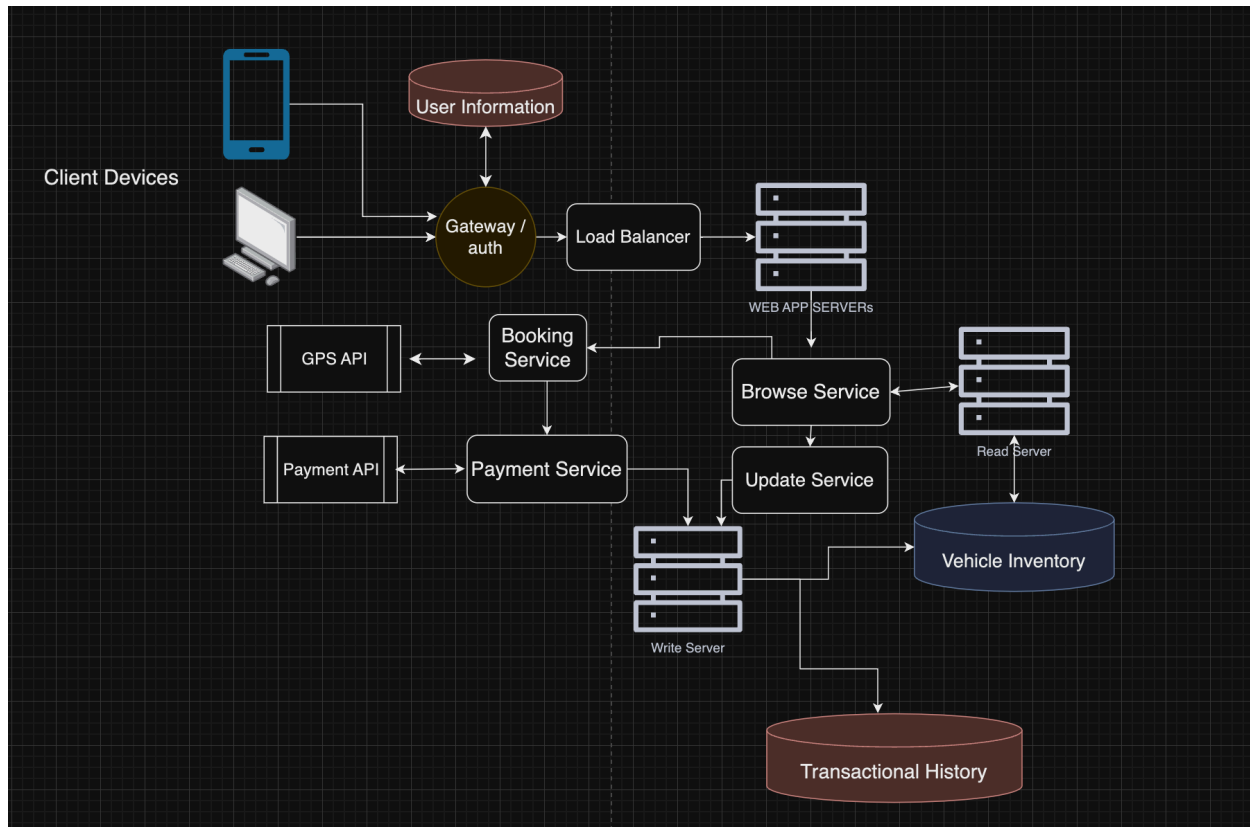 User Information
Client Devices
Gateway /
auth
Load Balancer
WEB APP SERVERs
GPS API
Booking
Service
Browse Service
Read Server
Payment API
Payment Service
Update Service
Vehicle Inventory
Write Server
Transactional History